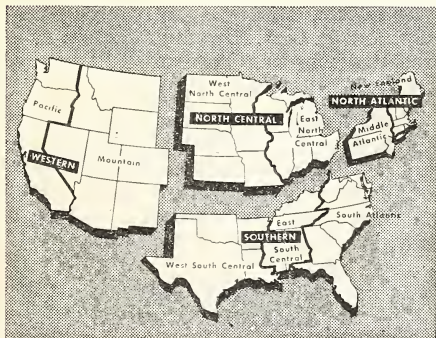 Pacific
WESTERN
Mountain
West
North Central
NORTH CENTRAL
East
North
Central
New England
NORTH ATLANTIC
Middle
Atlantic
East
South Atlantic
SOUTHERN
South
Central
West South Central